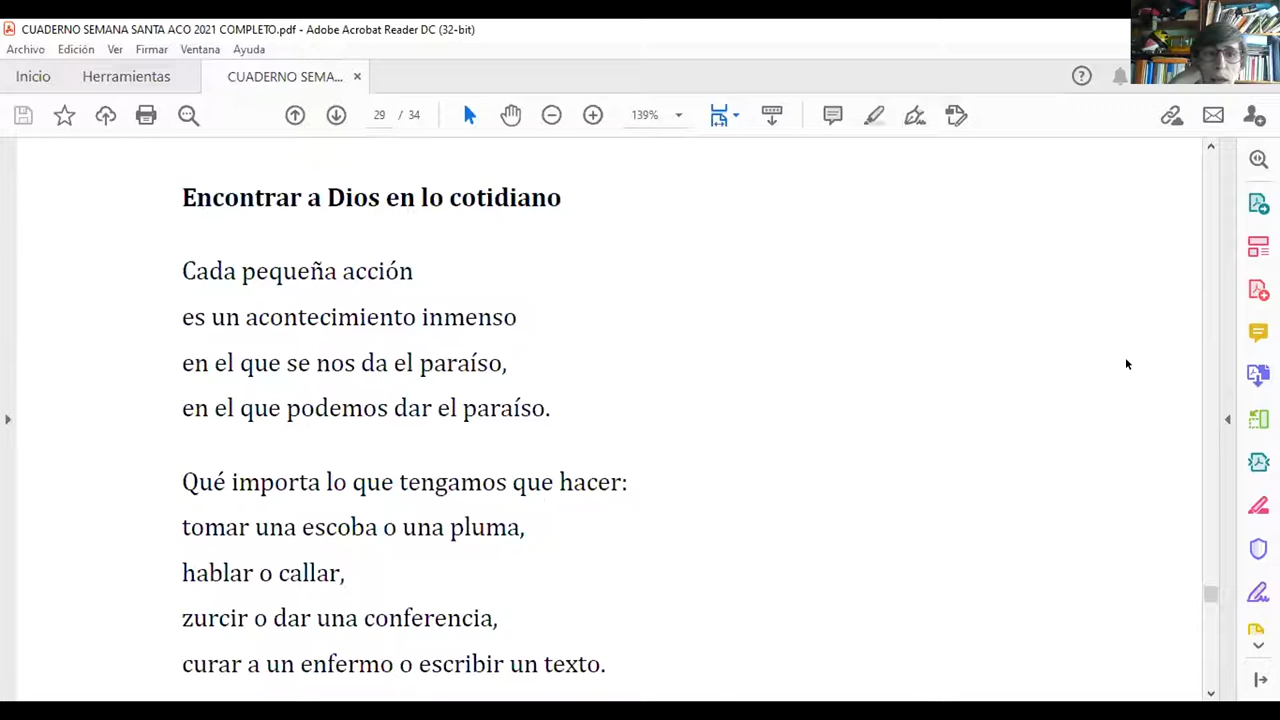 CUADERNO SEMANA SANTA ACO 2021 COMPLETO.pdf - Adobe Acrobat Reader DC (32-bit)
Archivo Edición Ver Firmar Ventana Ayuda
Inicio Herramientas CUADERNO SEMA... ×
29 / 34 139%
Encontrar a Dios en lo cotidiano
Cada pequeña acción
es un acontecimiento inmenso
en el que se nos da el paraíso,
en el que podemos dar el paraíso.
Qué importa lo que tengamos que hacer:
tomar una escoba o una pluma,
hablar o callar,
zurcir o dar una conferencia,
curar a un enfermo o escribir un texto.